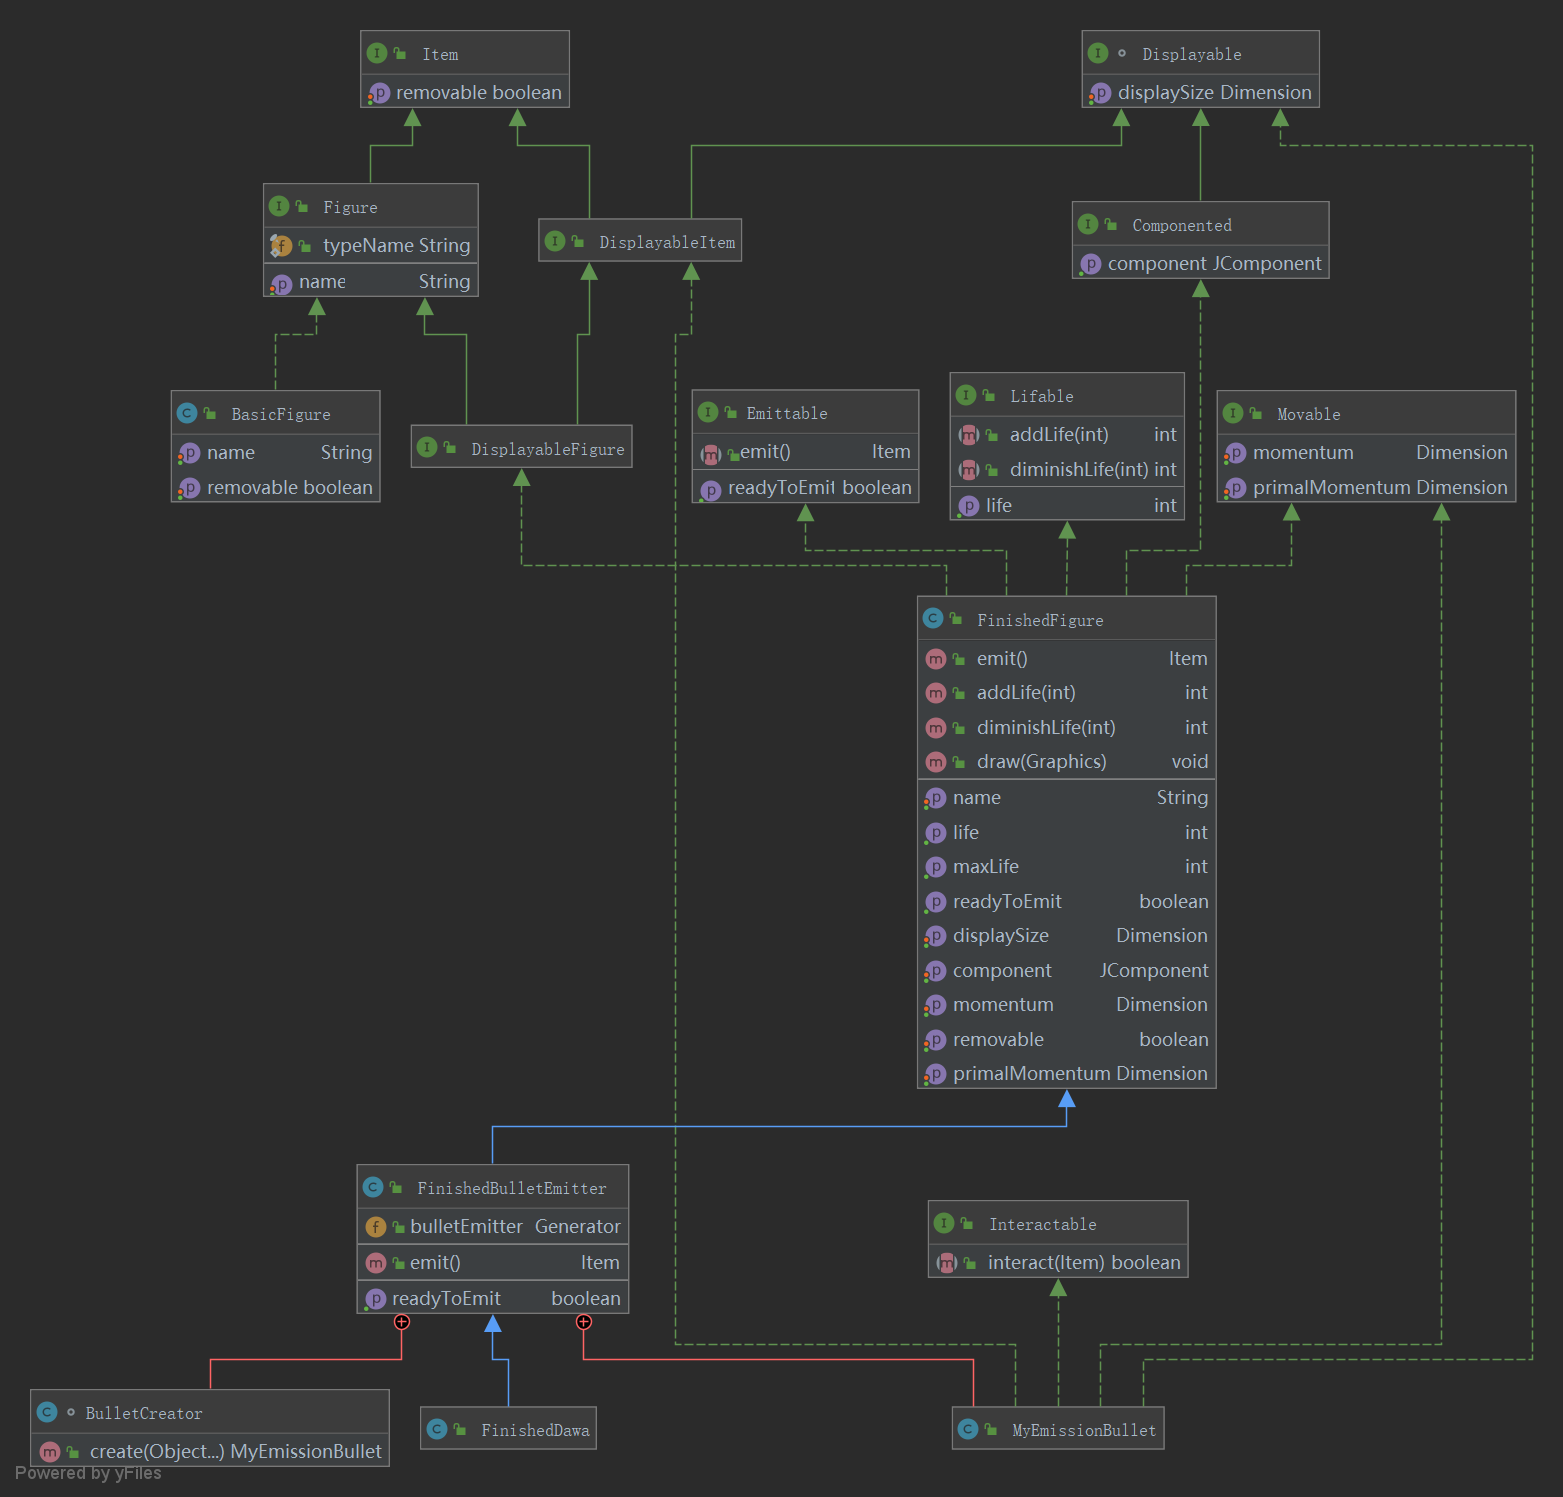 Item
removable boolean
Displayable
displaySize Dimension
Figure
typeName String
name String
DisplayableItem
Componented
component JComponent
BasicFigure
name String
removable boolean
DisplayableFigure
Emittable
emit() Item
readyToEmit boolean
Lifable
addLife(int) int
diminishLife(int) int
life int
Movable
momentum Dimension
primalMomentum Dimension
FinishedFigure
emit() Item
addLife(int) int
diminishLife(int) int
draw(Graphics) void
name String
life int
maxLife int
readyToEmit boolean
displaySize Dimension
component JComponent
momentum Dimension
removable boolean
primalMomentum Dimension
FinishedBulletEmitter
bulletEmitter Generator
emit() Item
readyToEmit boolean
Interactable
interact(Item) boolean
BulletCreator
create(Object...) MyEmissionBullet
FinishedDawa
MyEmissionBullet
Powered by yFiles